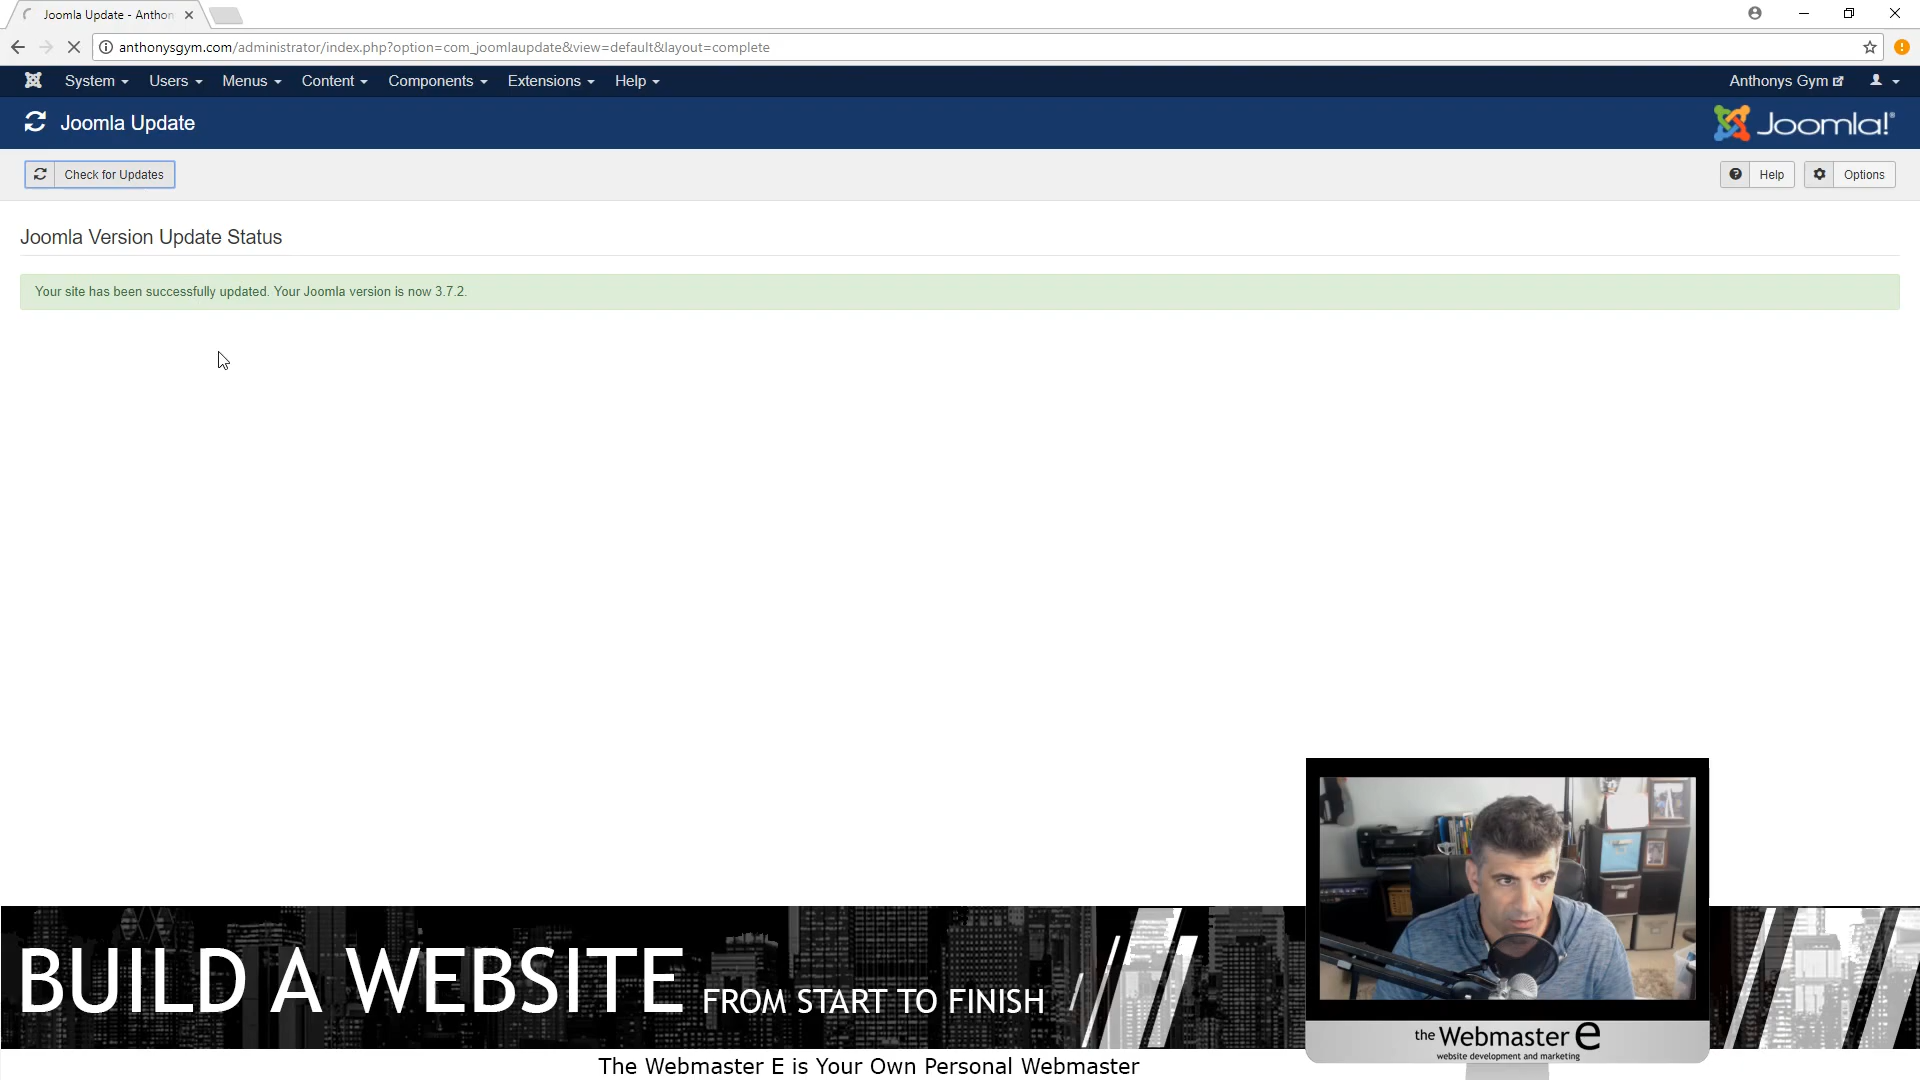 Joomla Update - Anthon
anthonysgym.com/administrator/index.php?option=com_joomlaupdate&view=default&layout=complete
System Users Menus Content Components Extensions Help Anthonys Gym
Joomla Update
Joomla!®
Check for Updates
Help
Options
Joomla Version Update Status
Your site has been successfully updated. Your Joomla version is now 3.7.2.
BUILD A WEBSITE FROM START TO FINISH
the Webmaster e
website development and marketing
The Webmaster E is Your Own Personal Webmaster